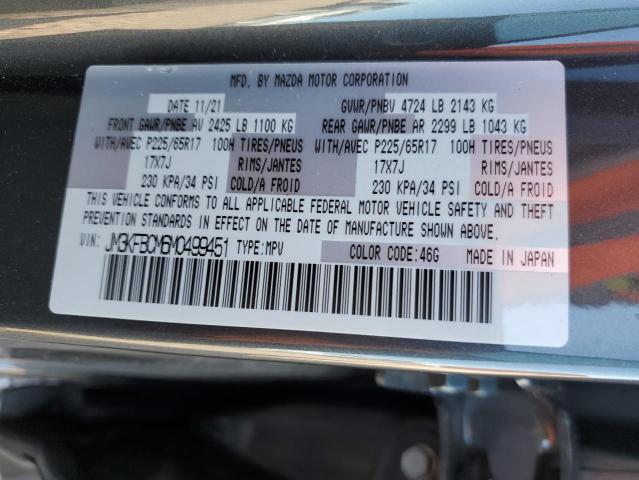 MFD. BY MAZDA MOTOR CORPORATION
DATE 11/21 GVWR/PNBV 4724 LB 2143 KG
FRONT GAWR/PNBE AV 2425 LB 1100 KG REAR GAWR/PNBE AR 2299 LB 1043 KG
WITH/AVEC P225/65R17 100H TIRES/PNEUS WITH/AVEC P225/65R17 100H TIRES/PNEUS
17X7J RIMS/JANTES 17X7J RIMS/JANTES
230 KPA/34 PSI COLD/A FROID 230 KPA/34 PSI COLD/A FROID
THIS VEHICLE CONFORMS TO ALL APPLICABLE FEDERAL MOTOR VEHICLE SAFETY AND THEFT
PREVENTION STANDARDS IN EFFECT ON THE DATE OF MANUFACTURE SHOWN ABOVE.
VIN: JM3KFBCM6M0499451 TYPE:MPV COLOR CODE:46G MADE IN JAPAN